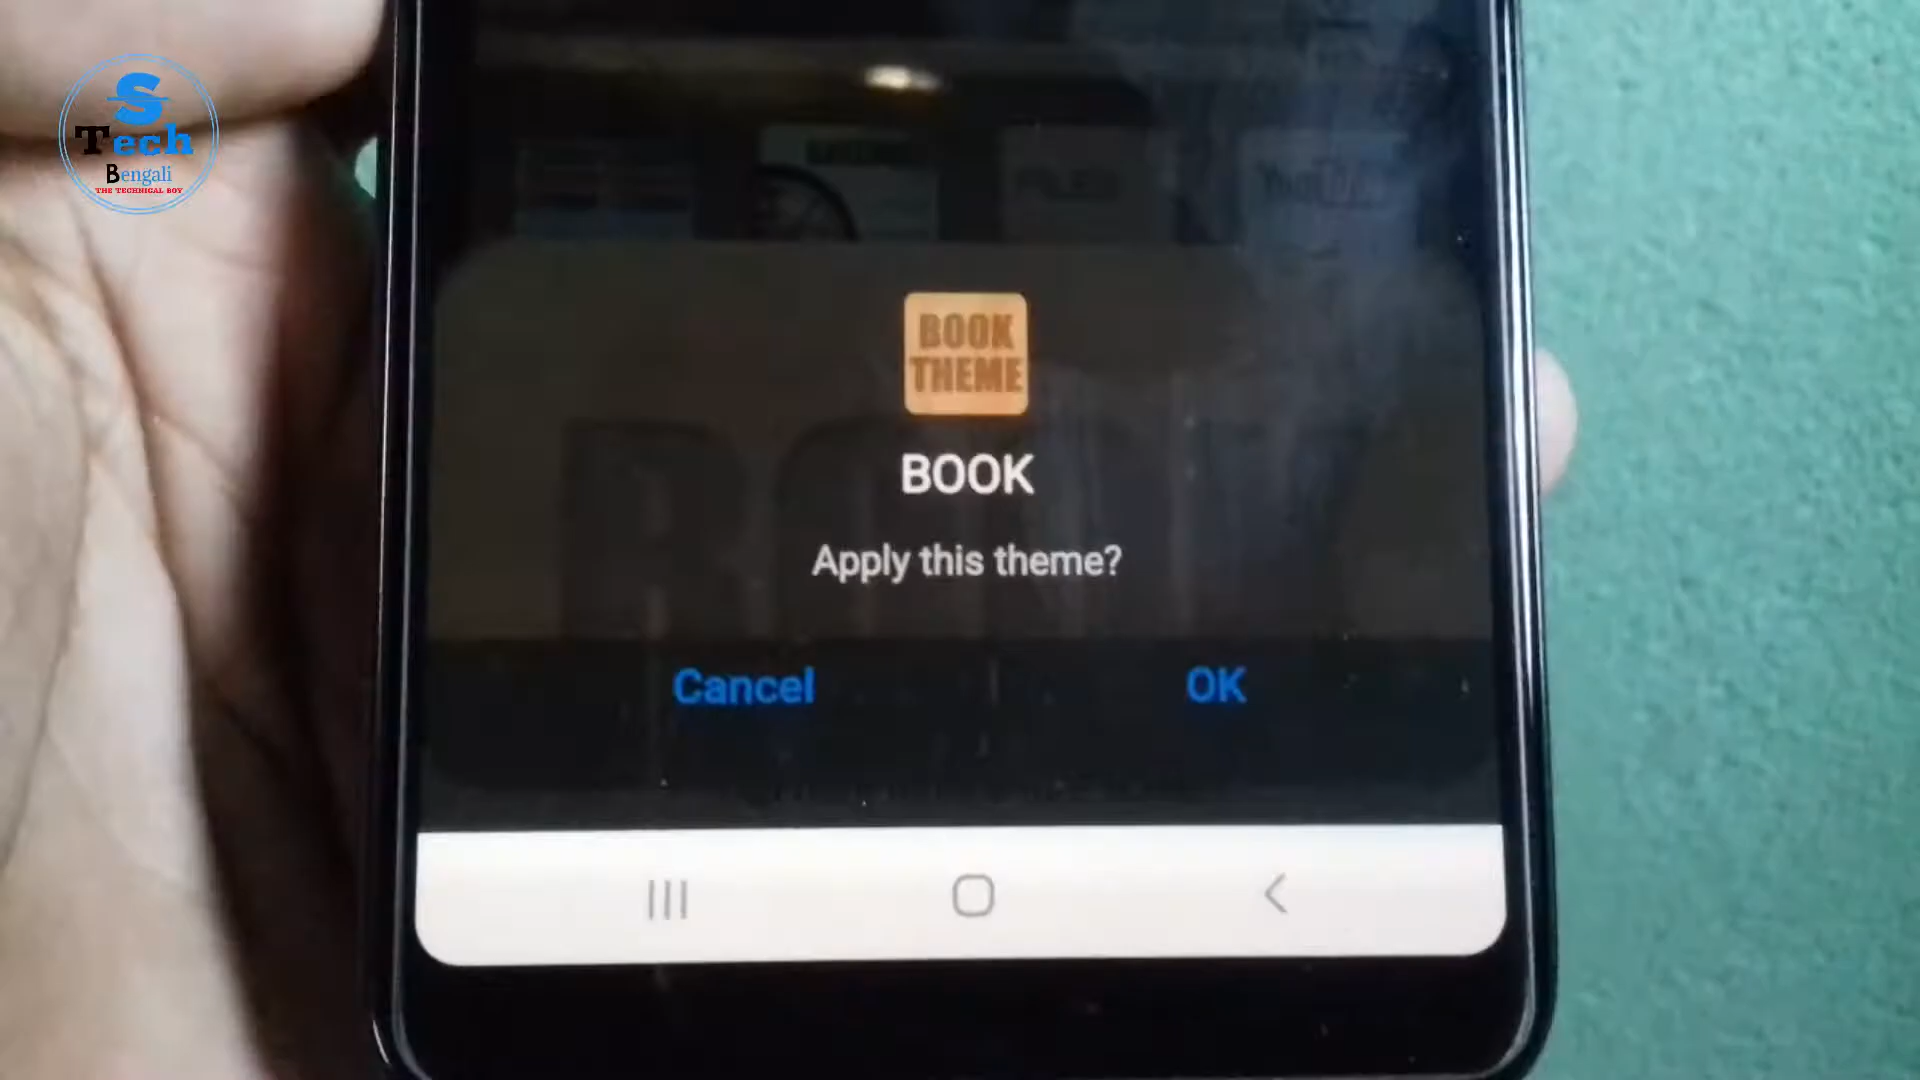 S
Tech
Bengali
THE TECHNICAL BOY
BOOK
THEME
BOOK
Apply this theme?
Cancel
OK